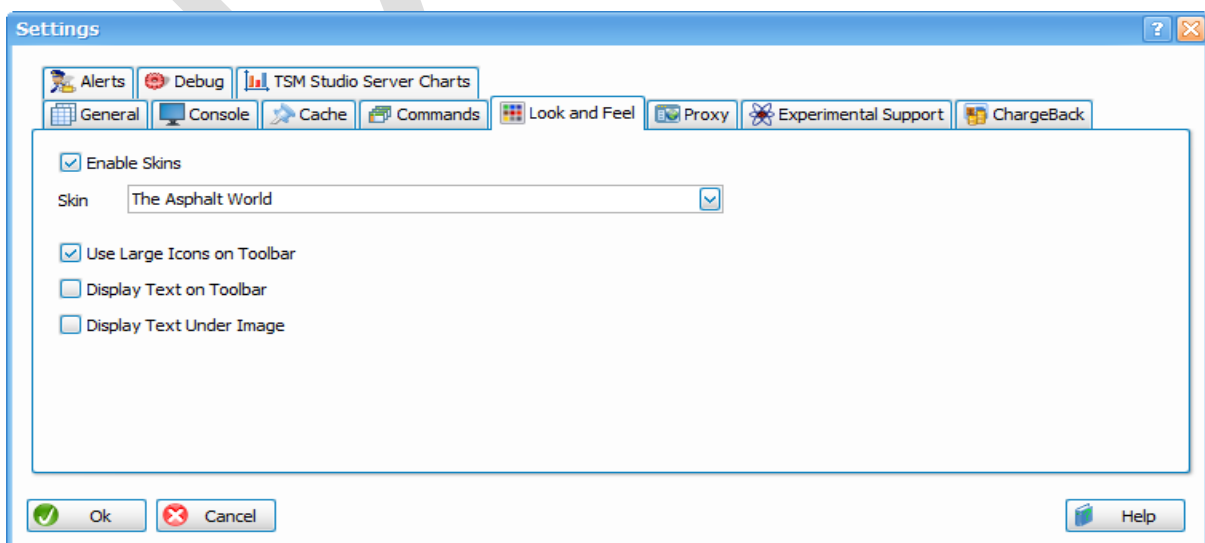 Settings
Alerts Debug TSM Studio Server Charts
General Console Cache Commands Look and Feel Proxy Experimental Support ChargeBack
Enable Skins
Skin The Asphalt World
Use Large Icons on Toolbar
Display Text on Toolbar
Display Text Under Image
Ok Cancel Help